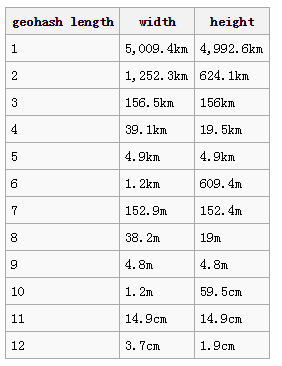 geohash length width height
1 5,009.4km 4,992.6km
2 1,252.3km 624.1km
3 156.5km 156km
4 39.1km 19.5km
5 4.9km 4.9km
6 1.2km 609.4m
7 152.9m 152.4m
8 38.2m 19m
9 4.8m 4.8m
10 1.2m 59.5cm
11 14.9cm 14.9cm
12 3.7cm 1.9cm